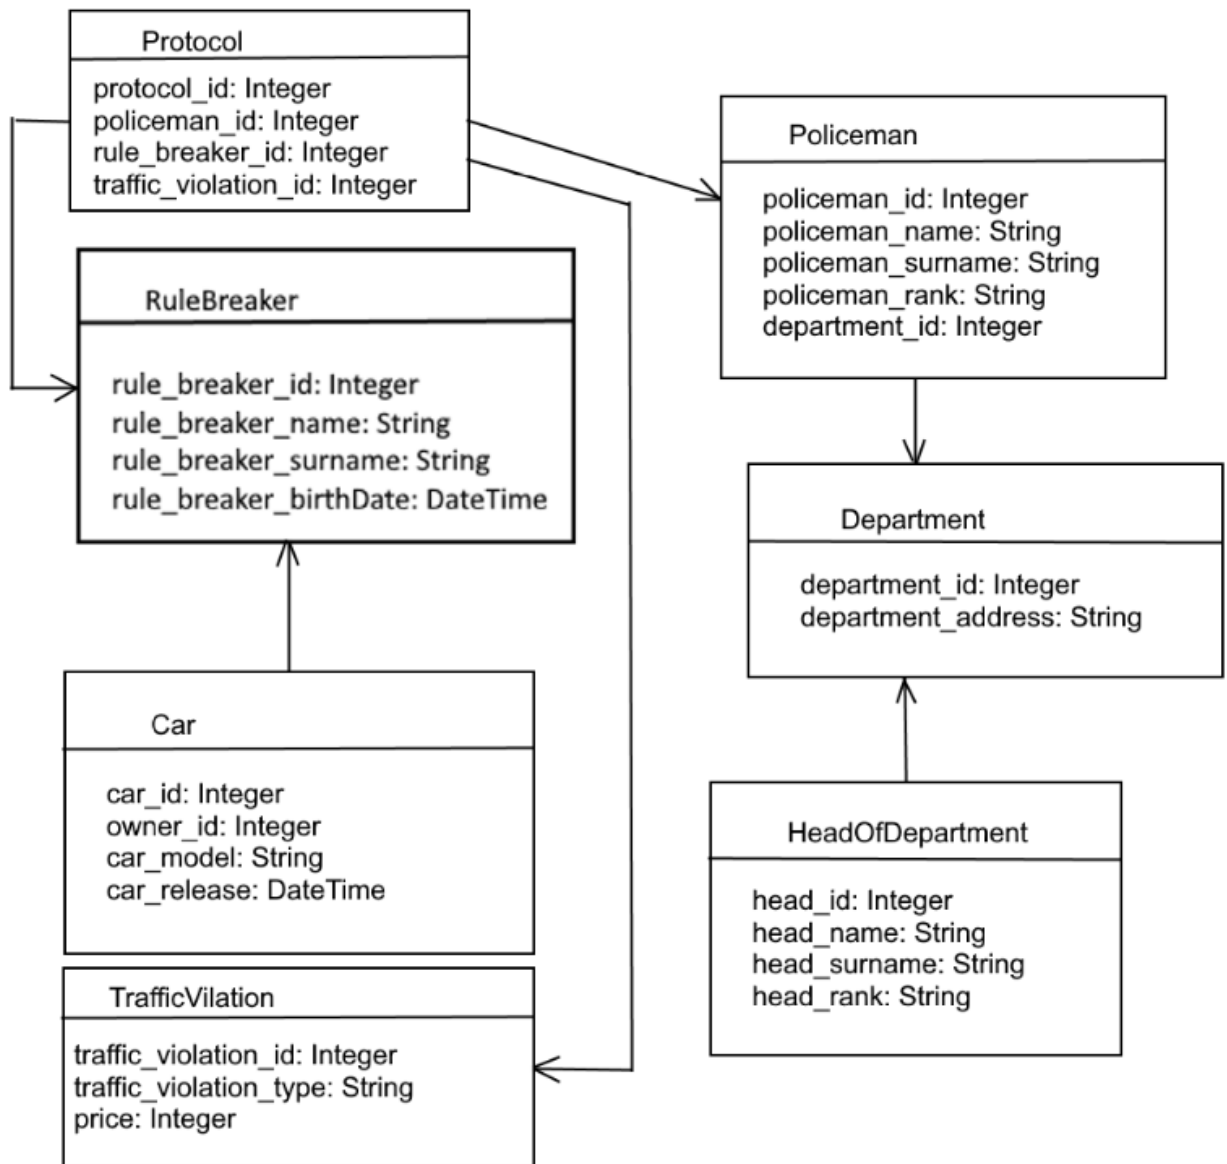 Protocol
protocol_id: Integer
policeman_id: Integer
rule_breaker_id: Integer
traffic_violation_id: Integer
Policeman
policeman_id: Integer
policeman_name: String
policeman_surname: String
policeman_rank: String
department_id: Integer
RuleBreaker
rule_breaker_id: Integer
rule_breaker_name: String
rule_breaker_surname: String
rule_breaker_birthDate: DateTime
Department
department_id: Integer
department_address: String
Car
car_id: Integer
owner_id: Integer
car_model: String
car_release: DateTime
HeadOfDepartment
head_id: Integer
head_name: String
head_surname: String
head_rank: String
TrafficVilation
traffic_violation_id: Integer
traffic_violation_type: String
price: Integer